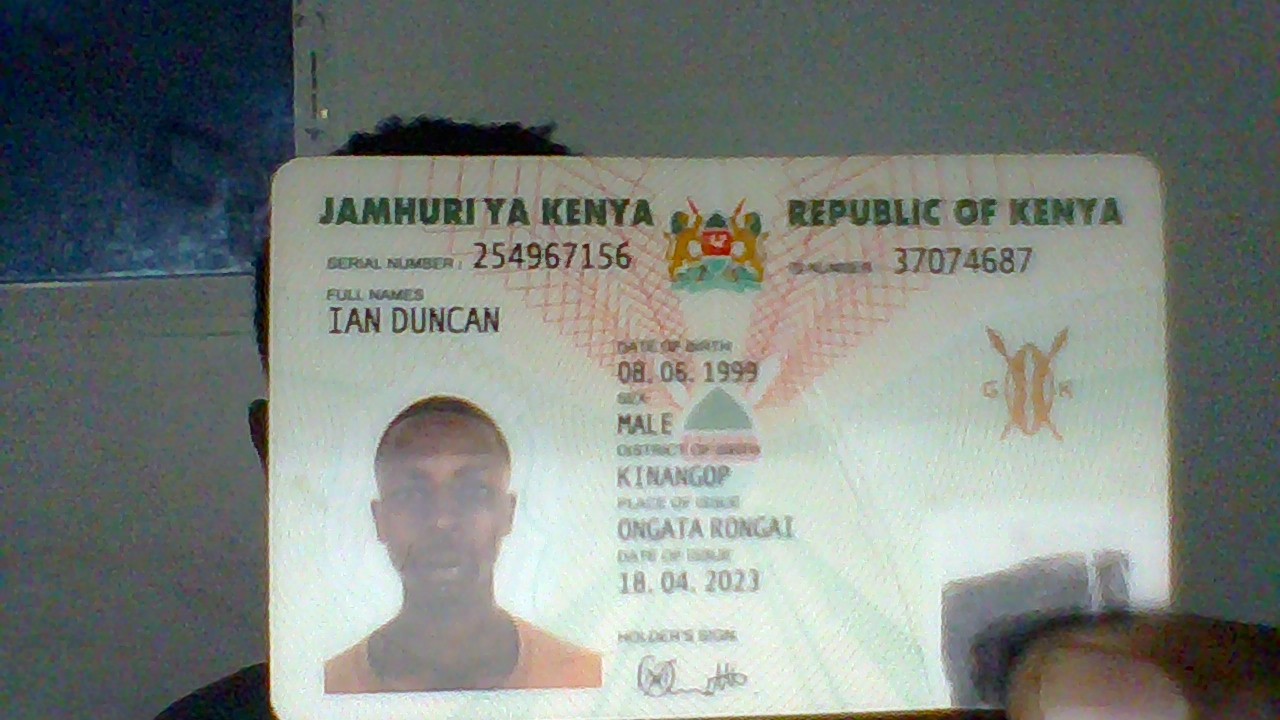 JAMHURI YA KENYA REPUBLIC OF KENYA
SERIAL NUMBER: 254967156 ID NUMBER 37074687
FULL NAMES
IAN DUNCAN
DATE OF BIRTH
08. 06. 1999
SEX
MALE
DISTRICT OF BIRTH
KINANGOP
PLACE OF ISSUE
ONGATA RONGAI
DATE OF ISSUE
18. 04. 2023
HOLDER'S SIGN.
G K